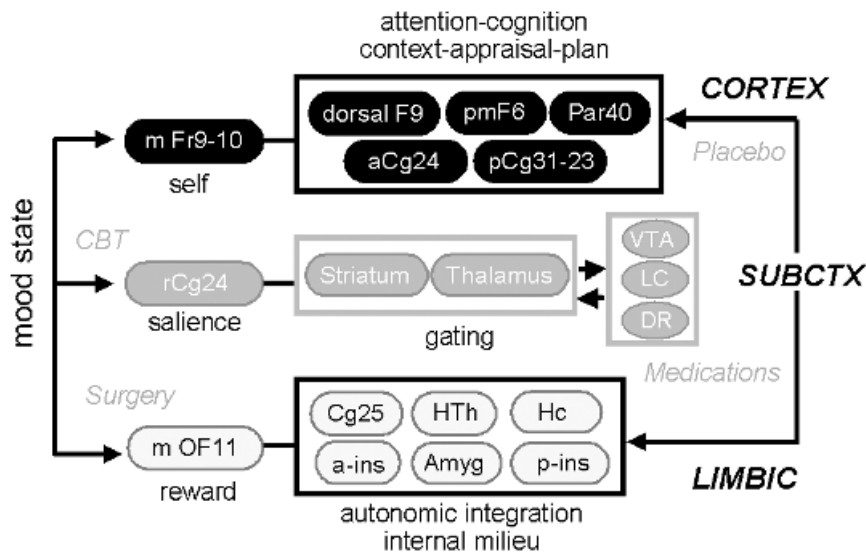 attention-cognition
context-appraisal-plan
CORTEX
dorsal F9
pmF6
Par40
m Fr9-10
aCg24
pCg31-23
Placebo
self
mood state
CBT
rCg24
salience
Striatum
Thalamus
gating
VTA
LC
DR
SUBCTX
Surgery
Medications
m OF11
reward
Cg25
HTh
Hc
a-ins
Amyg
p-ins
LIMBIC
autonomic integration
internal milieu